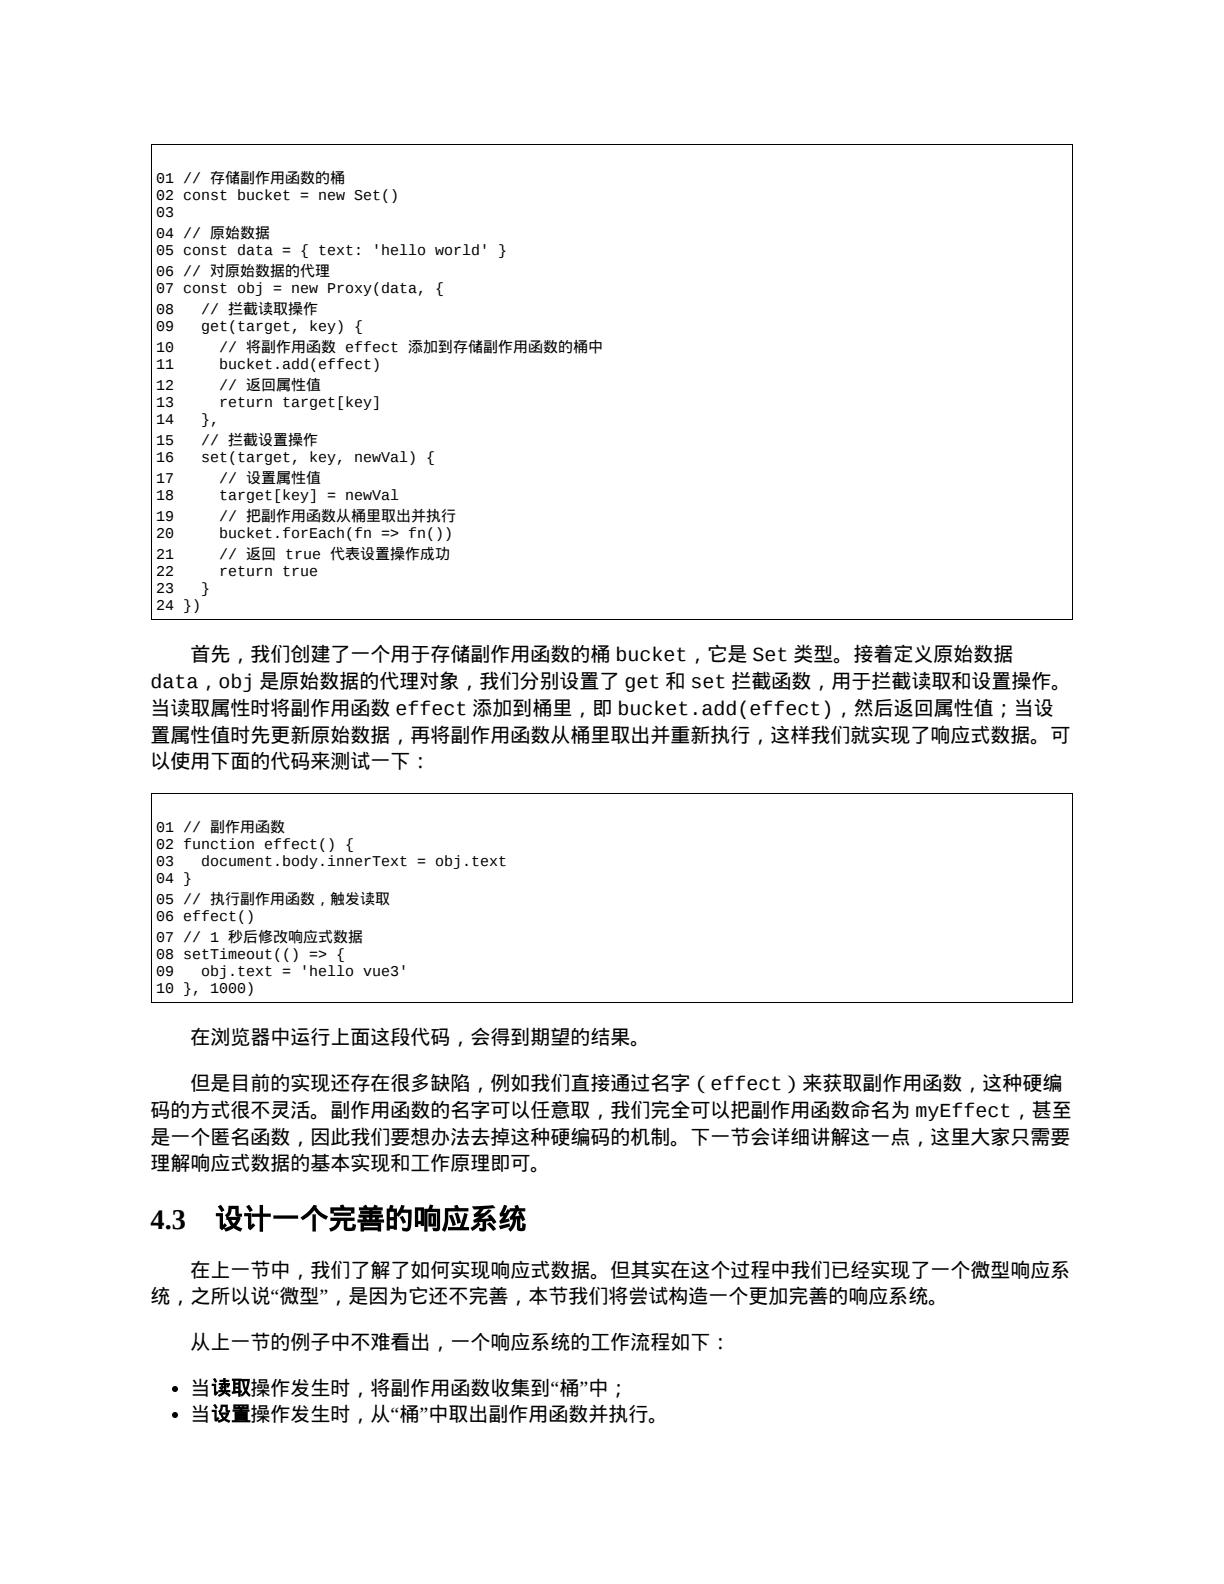 01 // 存储副作用函数的桶
02 const bucket = new Set()
03
04 // 原始数据
05 const data = { text: 'hello world' }
06 // 对原始数据的代理
07 const obj = new Proxy(data, {
08   // 拦截读取操作
09   get(target, key) {
10     // 将副作用函数 effect 添加到存储副作用函数的桶中
11     bucket.add(effect)
12     // 返回属性值
13     return target[key]
14   },
15   // 拦截设置操作
16   set(target, key, newVal) {
17     // 设置属性值
18     target[key] = newVal
19     // 把副作用函数从桶里取出并执行
20     bucket.forEach(fn => fn())
21     // 返回 true 代表设置操作成功
22     return true
23   }
24 })
首先，我们创建了一个用于存储副作用函数的桶 bucket，它是 Set 类型。接着定义原始数据
data，obj 是原始数据的代理对象，我们分别设置了 get 和 set 拦截函数，用于拦截读取和设置操作。
当读取属性时将副作用函数 effect 添加到桶里，即 bucket.add(effect)，然后返回属性值；当设
置属性值时先更新原始数据，再将副作用函数从桶里取出并重新执行，这样我们就实现了响应式数据。可
以使用下面的代码来测试一下：
01 // 副作用函数
02 function effect() {
03   document.body.innerText = obj.text
04 }
05 // 执行副作用函数，触发读取
06 effect()
07 // 1 秒后修改响应式数据
08 setTimeout(() => {
09   obj.text = 'hello vue3'
10 }, 1000)
在浏览器中运行上面这段代码，会得到期望的结果。
但是目前的实现还存在很多缺陷，例如我们直接通过名字（effect）来获取副作用函数，这种硬编
码的方式很不灵活。副作用函数的名字可以任意取，我们完全可以把副作用函数命名为 myEffect，甚至
是一个匿名函数，因此我们要想办法去掉这种硬编码的机制。下一节会详细讲解这一点，这里大家只需要
理解响应式数据的基本实现和工作原理即可。
4.3 设计一个完善的响应系统
在上一节中，我们了解了如何实现响应式数据。但其实在这个过程中我们已经实现了一个微型响应系
统，之所以说“微型”，是因为它还不完善，本节我们将尝试构造一个更加完善的响应系统。
从上一节的例子中不难看出，一个响应系统的工作流程如下：
• 当读取操作发生时，将副作用函数收集到“桶”中；
• 当设置操作发生时，从“桶”中取出副作用函数并执行。